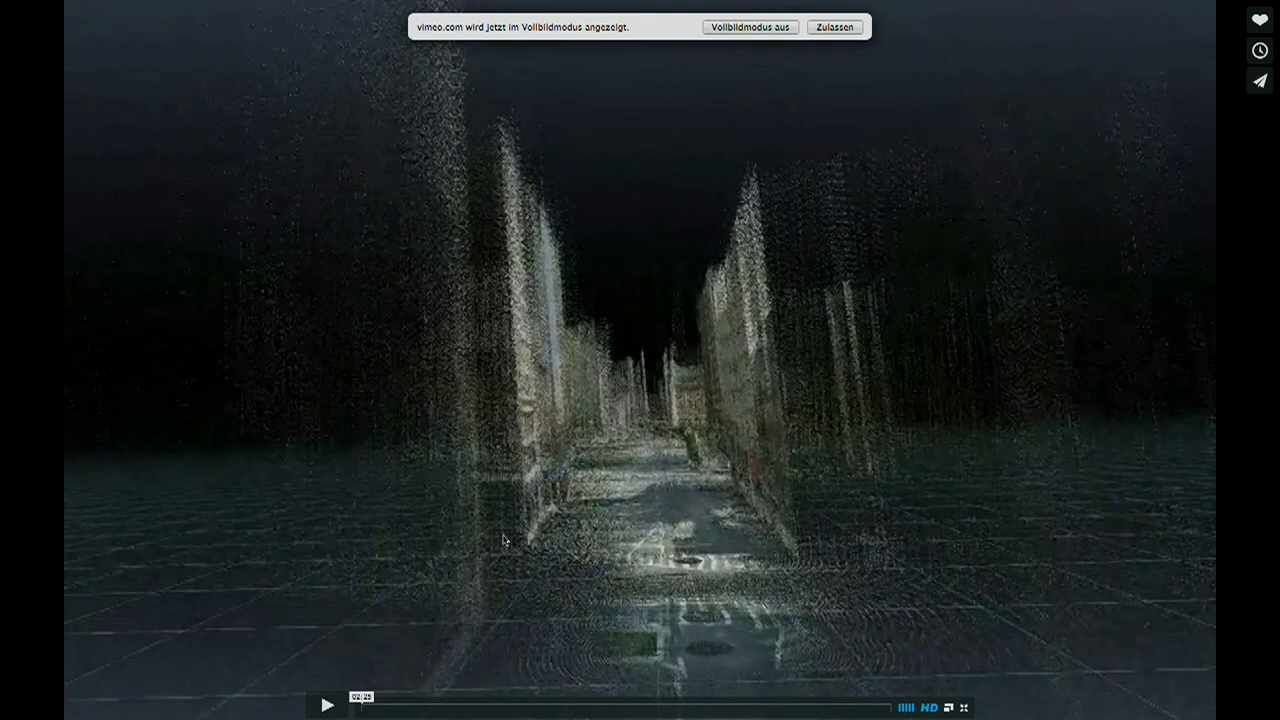 vimeo.com wird jetzt im Vollbildmodus angezeigt.
Vollbildmodus aus
Zulassen
02:25
HD